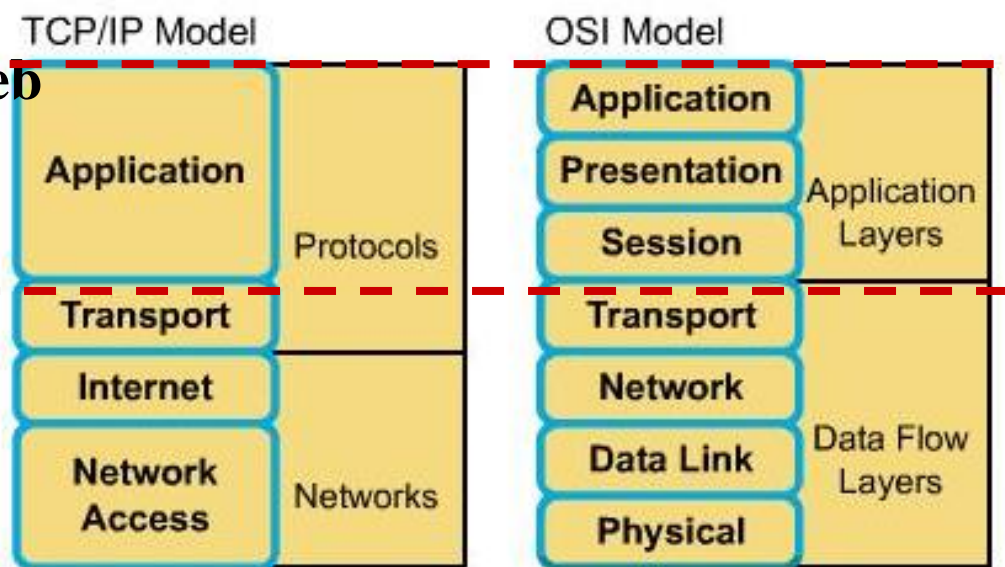 TCP/IP Model
eb
Application
Protocols
Transport
Internet
Network
Access
Networks
OSI Model
Application
Presentation
Session
Application
Layers
Transport
Network
Data Link
Physical
Data Flow
Layers